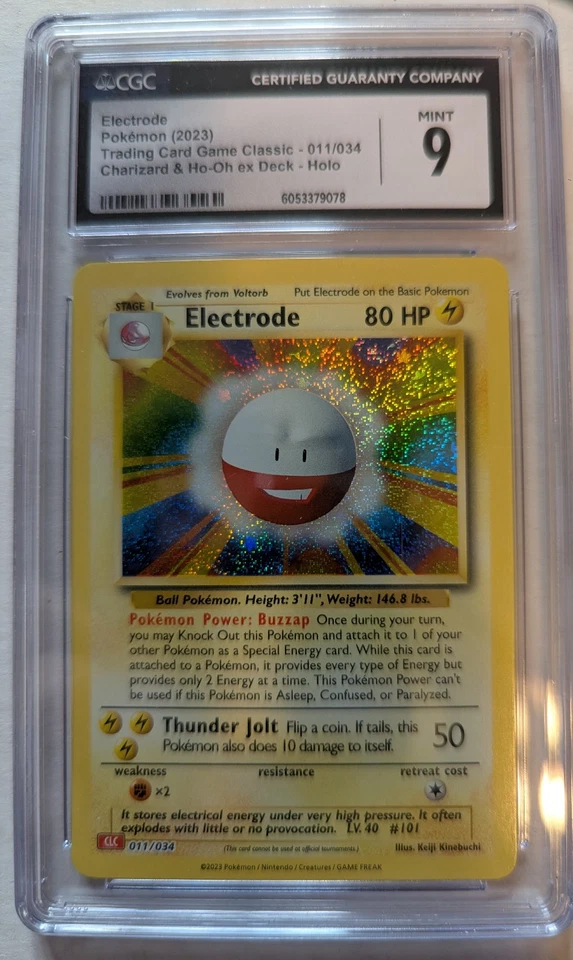 CGC CERTIFIED GUARANTY COMPANY
Electrode
Pokémon (2023)
Trading Card Game Classic - 011/034
Charizard & Ho-Oh ex Deck - Holo
6053379078
MINT
9
STAGE 1
Evolves from Voltorb Put Electrode on the Basic Pokémon
Electrode 80 HP
Ball Pokémon. Height: 3'11", Weight: 146.8 lbs.
Pokémon Power: Buzzap Once during your turn,
you may Knock Out this Pokémon and attach it to 1 of your
other Pokémon as a Special Energy card. While this card is
attached to a Pokémon, it provides every type of Energy but
provides only 2 Energy at a time. This Pokémon Power can't
be used if this Pokémon is Asleep, Confused, or Paralyzed.
Thunder Jolt Flip a coin. If tails, this 50
Pokémon also does 10 damage to itself.
weakness resistance retreat cost
×2
It stores electrical energy under very high pressure. It often
explodes with little or no provocation. LV. 40 #101
CLC 011/034 (This card cannot be used at official tournaments.) Illus. Keiji Kinebuchi
©2023 Pokémon / Nintendo / Creatures / GAME FREAK